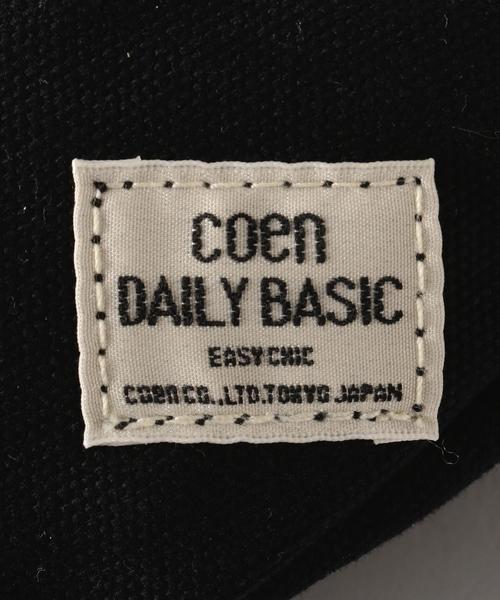 coen
DAILY BASIC
EASY CHIC
COEN CO.,LTD.TOKYO JAPAN